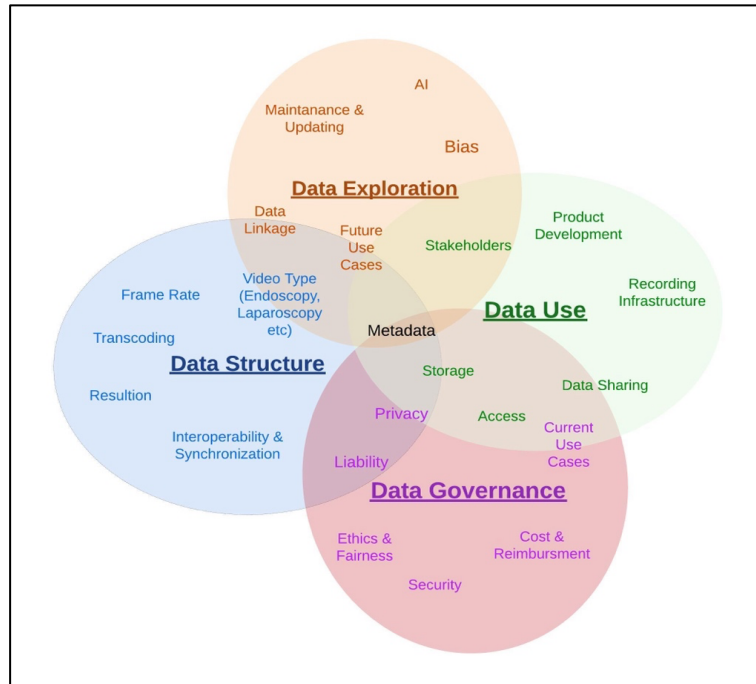 AI
Maintanance &
Updating
Bias
Data Exploration
Data
Linkage
Future
Use
Cases
Stakeholders
Product
Development
Recording
Infrastructure
Data Use
Video Type
(Endoscopy,
Laparoscopy
etc)
Frame Rate
Transcoding
Metadata
Data Structure
Resultion
Storage
Data Sharing
Privacy
Access
Current
Use
Cases
Interoperability &
Synchronization
Liability
Data Governance
Ethics &
Fairness
Cost &
Reimbursment
Security